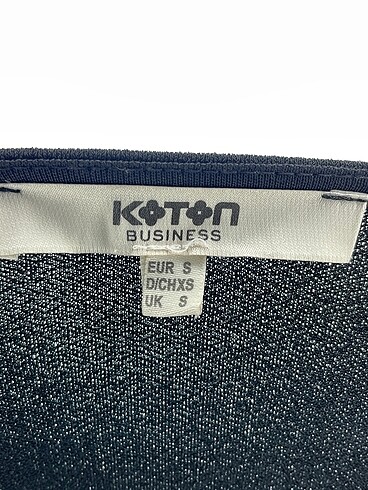 KOTON
BUSINESS
EUR S
D/CHXS
UK S